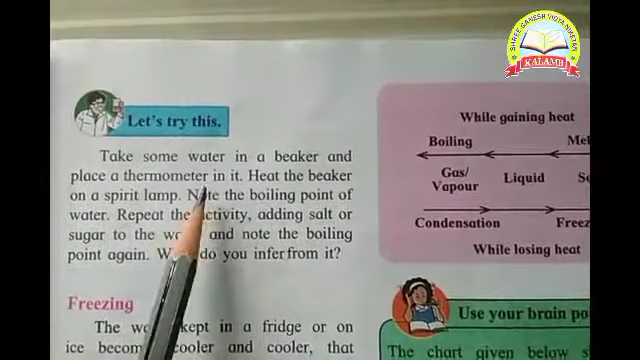 SHREE GANESH VIDYA NIKETAN
KALAMB
Let's try this.
Take some water in a beaker and
place a thermometer in it. Heat the beaker
on a spirit lamp. Note the boiling point of
water. Repeat the activity, adding salt or
sugar to the and note the boiling
point again. do you infer from it?
Freezing
The kept in a fridge or on
ice cooler and cooler, that
While gaining heat
Boiling
Gas/ Liquid
Vapour
Condensation
While losing heat
Use your brain
The chart given below